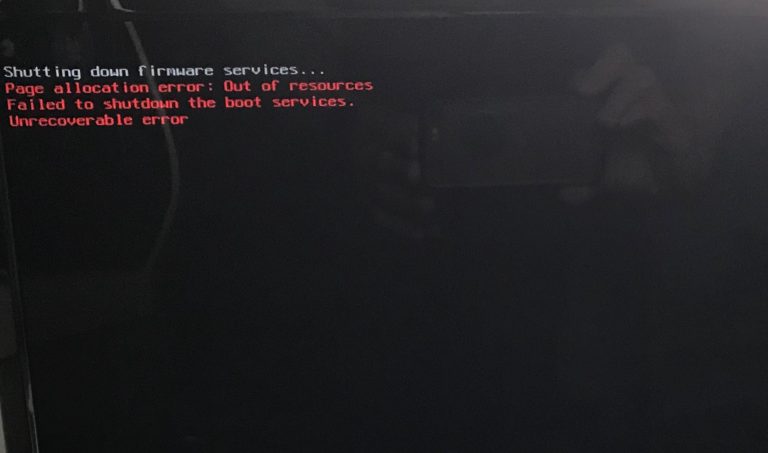 Shutting down firmware services...
Page allocation error: Out of resources
Failed to shutdown the boot services.
Unrecoverable error